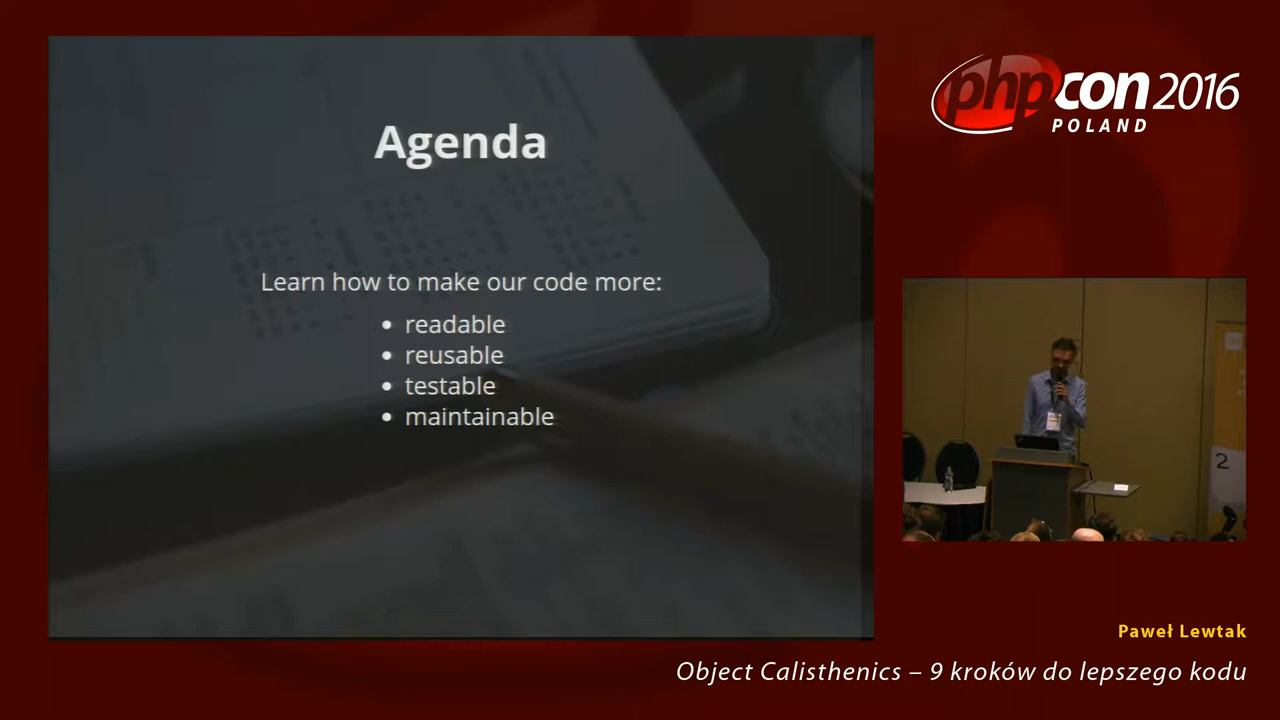 Agenda
Learn how to make our code more:
• readable
• reusable
• testable
• maintainable
phpcon 2016
POLAND
2
Paweł Lewtak
Object Calisthenics – 9 kroków do lepszego kodu